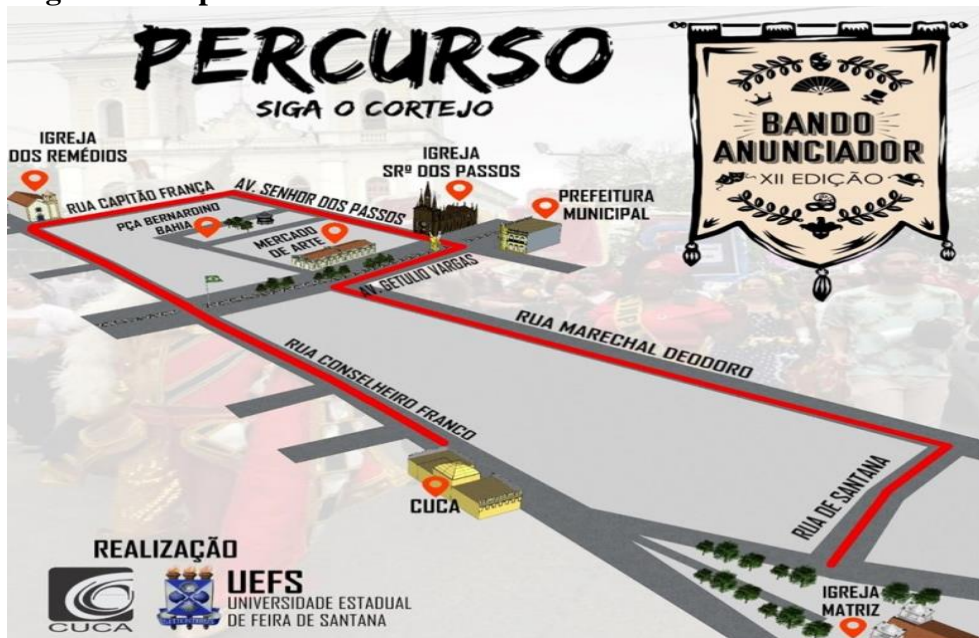 PERCURSO
SIGA O CORTEJO
BANDO
ANUNCIADOR
XII EDIÇÃO
IGREJA
DOS REMÉDIOS
RUA CAPITÃO FRANÇA
AV. SENHOR DOS PASSOS
IGREJA
SRº DOS PASSOS
PREFEITURA
MUNICIPAL
PÇA BERNARDINO
BAHIA
MERCADO
DE ARTE
AV. GETULIO VARGAS
RUA MARECHAL DEODORO
RUA CONSELHEIRO FRANCO
CUCA
RUA DE SANTANA
IGREJA
MATRIZ
REALIZAÇÃO
CUCA
UEFS
UNIVERSIDADE ESTADUAL
DE FEIRA DE SANTANA